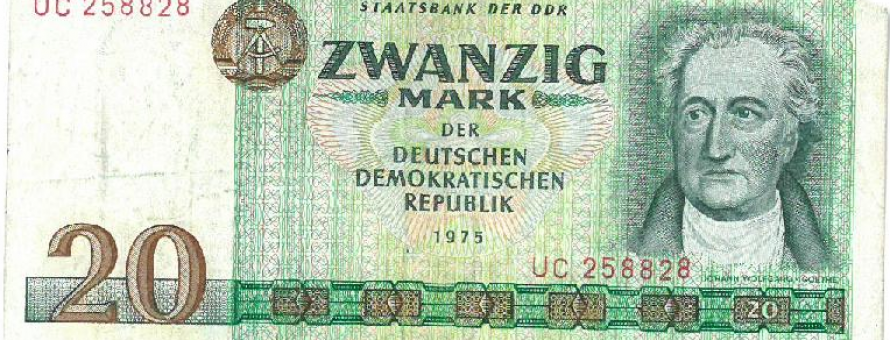 UC 258828
STAATSBANK DER DDR
ZWANZIG
MARK
DER
DEUTSCHEN
DEMOKRATISCHEN
REPUBLIK
1975
UC 258828
JOHANN WOLFGANG V. GOETHE
20
20